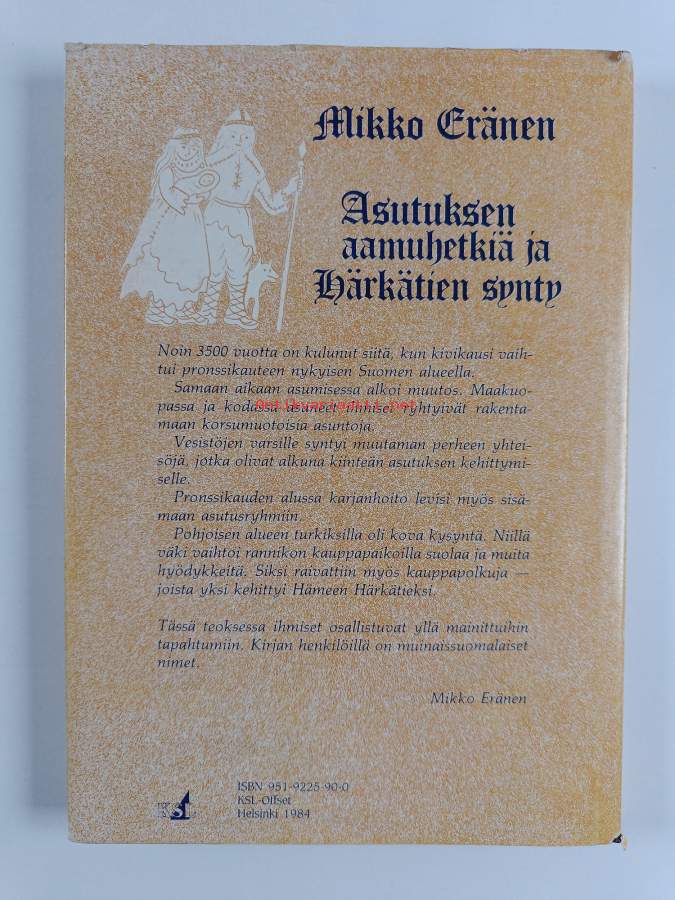 Mikko Eränen
Asutuksen
aamuhetkiä ja
Härkätien synty
Noin 3500 vuotta on kulunut siitä, kun kivikausi vaih-
tui pronssikauteen nykyisen Suomen alueella.
Samaan aikaan asumisessa alkoi muutos. Maakuo-
passa ja kodassa asuneet ihmiset ryhtyivät rakenta-
maan korsumuotoisia asuntoja.
Vesistöjen varsille syntyi muutaman perheen yhtei-
söjä, jotka olivat alkuna kiinteän asutuksen kehittymi-
selle.
Pronssikauden alussa karjanhoito levisi myös sisä-
maan asutusryhmiin.
Pohjoisen alueen turkiksilla oli kova kysyntä. Niillä
väki vaihtoi rannikon kauppapaikoilla suolaa ja muita
hyödykkeitä. Siksi raivattiin myös kauppapolkuja —
joista yksi kehittyi Hämeen Härkätieksi.
Tässä teoksessa ihmiset osallistuvat yllä mainittuihin
tapahtumiin. Kirjan henkilöillä on muinaissuomalaiset
nimet.
Mikko Eränen
KSL
ISBN 951-9225-90-0
KSL-Offset
Helsinki 1984